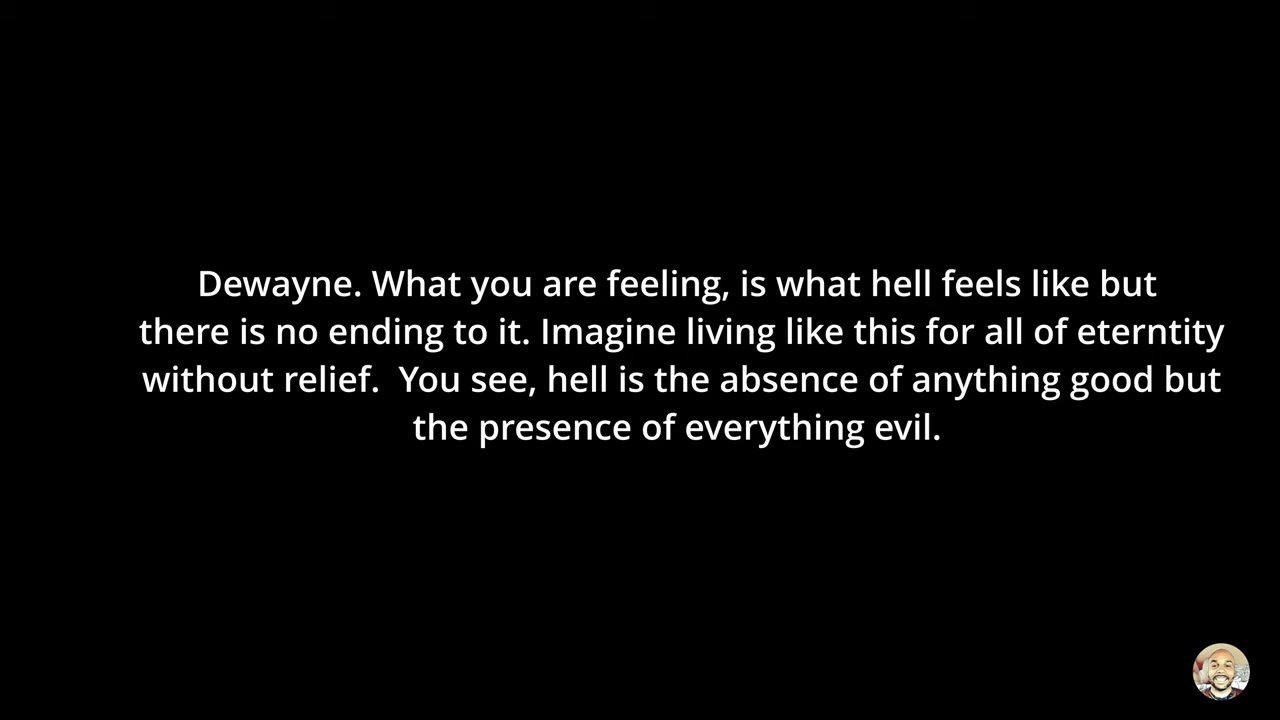 Dewayne. What you are feeling, is what hell feels like but
there is no ending to it. Imagine living like this for all of eterntity
without relief.  You see, hell is the absence of anything good but
the presence of everything evil.